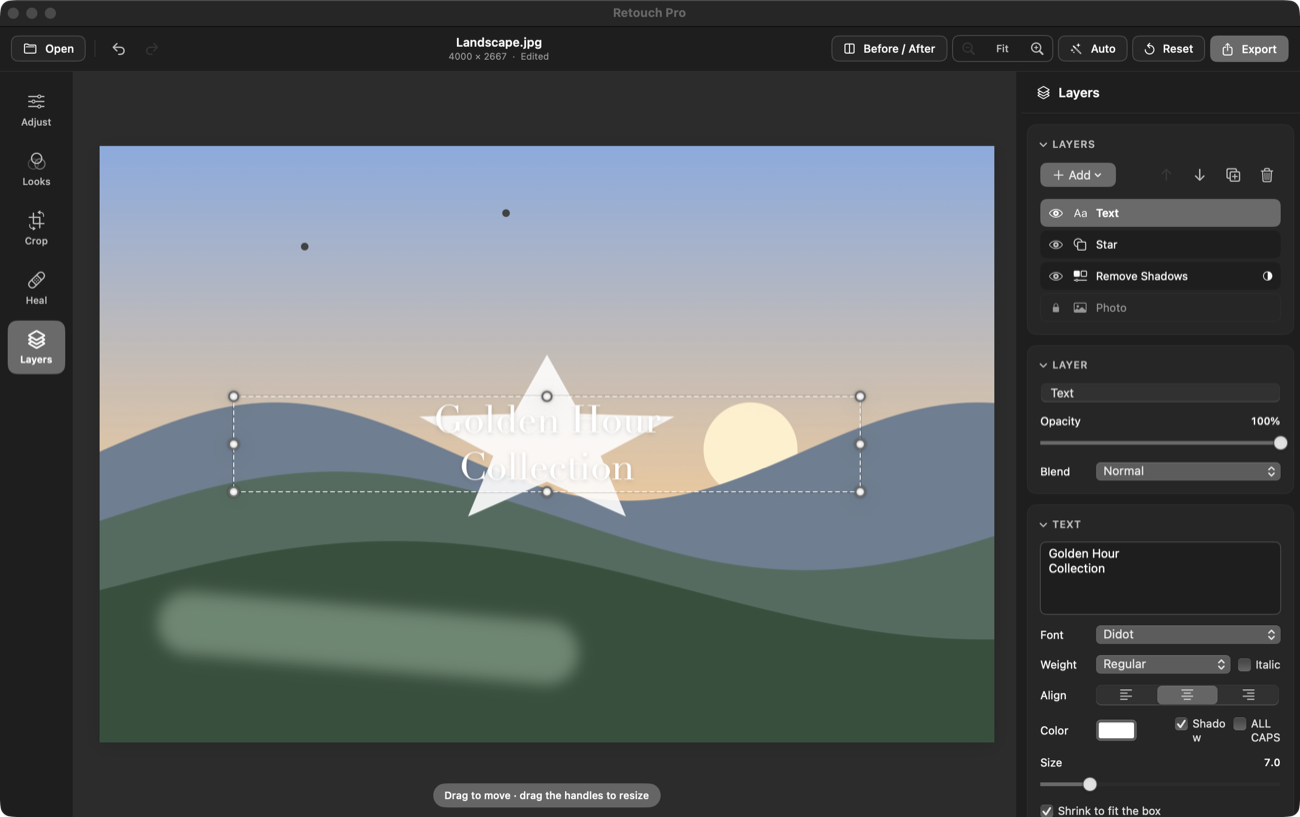 Retouch Pro
Open
Landscape.jpg
4000 × 2667 · Edited
Before / After
Fit
Auto
Reset
Export
Adjust
Looks
Crop
Heal
Layers
Golden Hour
Collection
Drag to move · drag the handles to resize
Layers
LAYERS
+ Add
Aa Text
Star
Remove Shadows
Photo
LAYER
Text
Opacity 100%
Blend Normal
TEXT
Golden Hour
Collection
Font Didot
Weight Regular Italic
Align
Color Shado
w
ALL
CAPS
Size 7.0
Shrink to fit the box